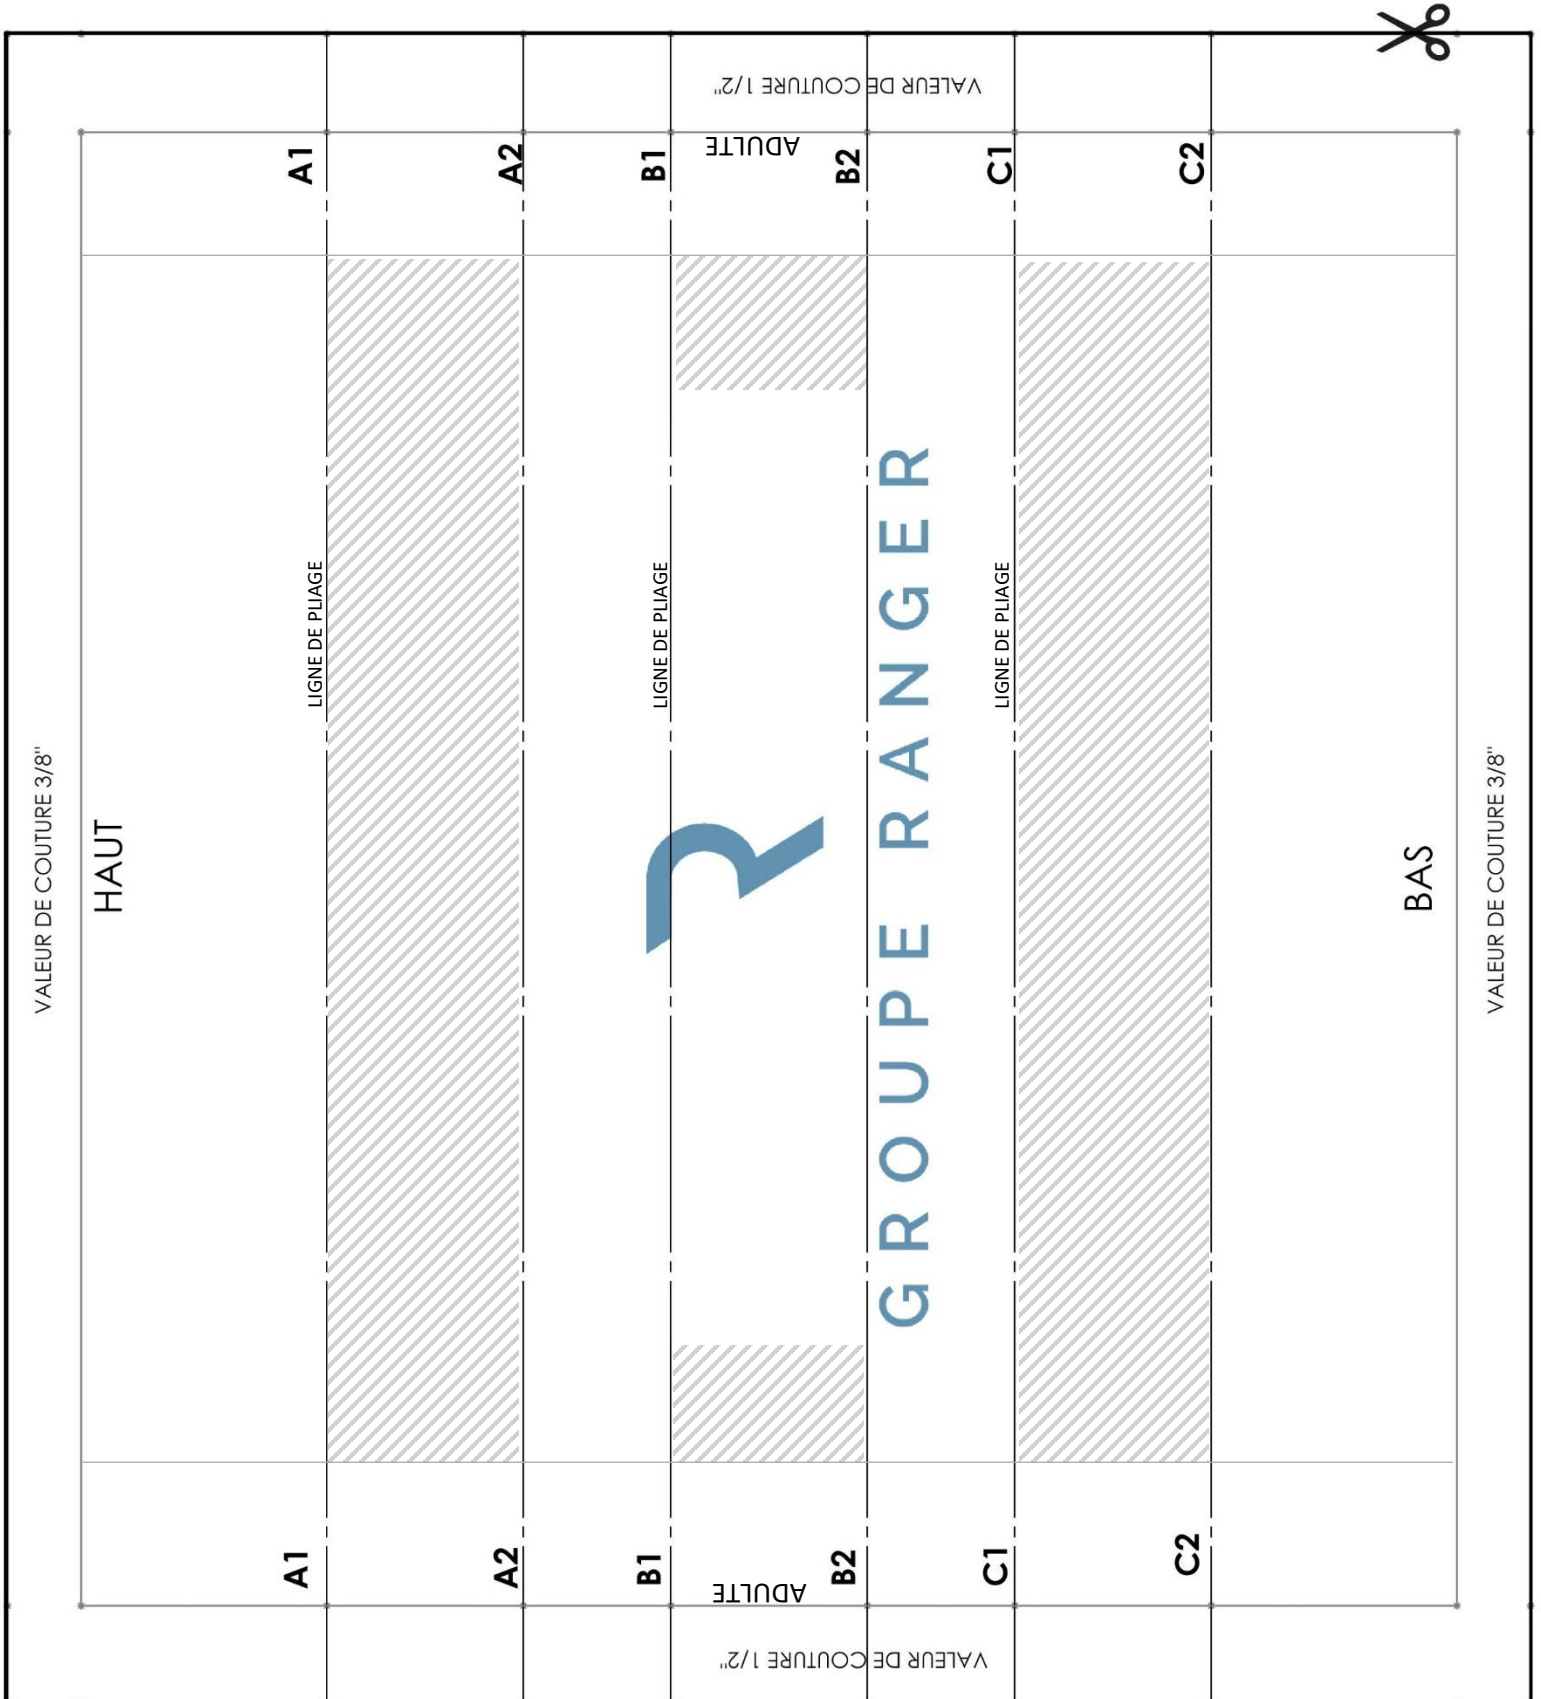 VALEUR DE COUTURE 1/2"
ADULTE
A1
A2
B1
B2
C1
C2
LIGNE DE PLIAGE
LIGNE DE PLIAGE
LIGNE DE PLIAGE
VALEUR DE COUTURE 3/8"
HAUT
R
GROUPE RANGER
BAS
VALEUR DE COUTURE 3/8"
A1
A2
B1
B2
C1
C2
ADULTE
VALEUR DE COUTURE 1/2"